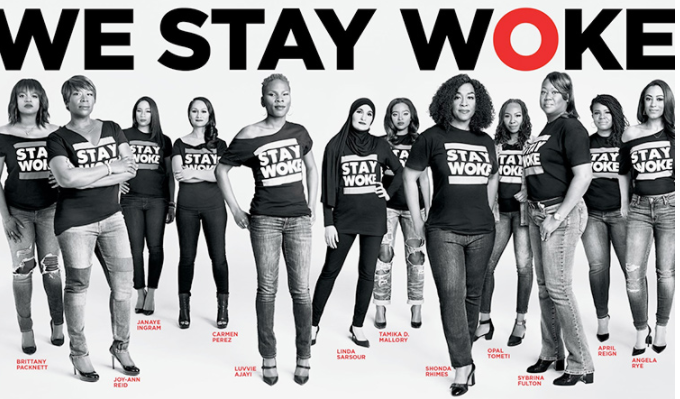 WE STAY WOKE
STAY
WOKE
STAY
STAY
WOKE
STAY
STAY
WOKE
STAY
WOKE
STAY
STAY
WOKE
STAY
WOKE
STAY
WOKE
STAY
WOKE
BRITTANY
PACKNETT
JOY-ANN
REID
JANAYE
INGRAM
CARMEN
PEREZ
LUVVIE
AJAYI
LINDA
SARSOUR
TAMIKA D.
MALLORY
SHONDA
RHIMES
OPAL
TOMETI
SYBRINA
FULTON
APRIL
REIGN
ANGELA
RYE